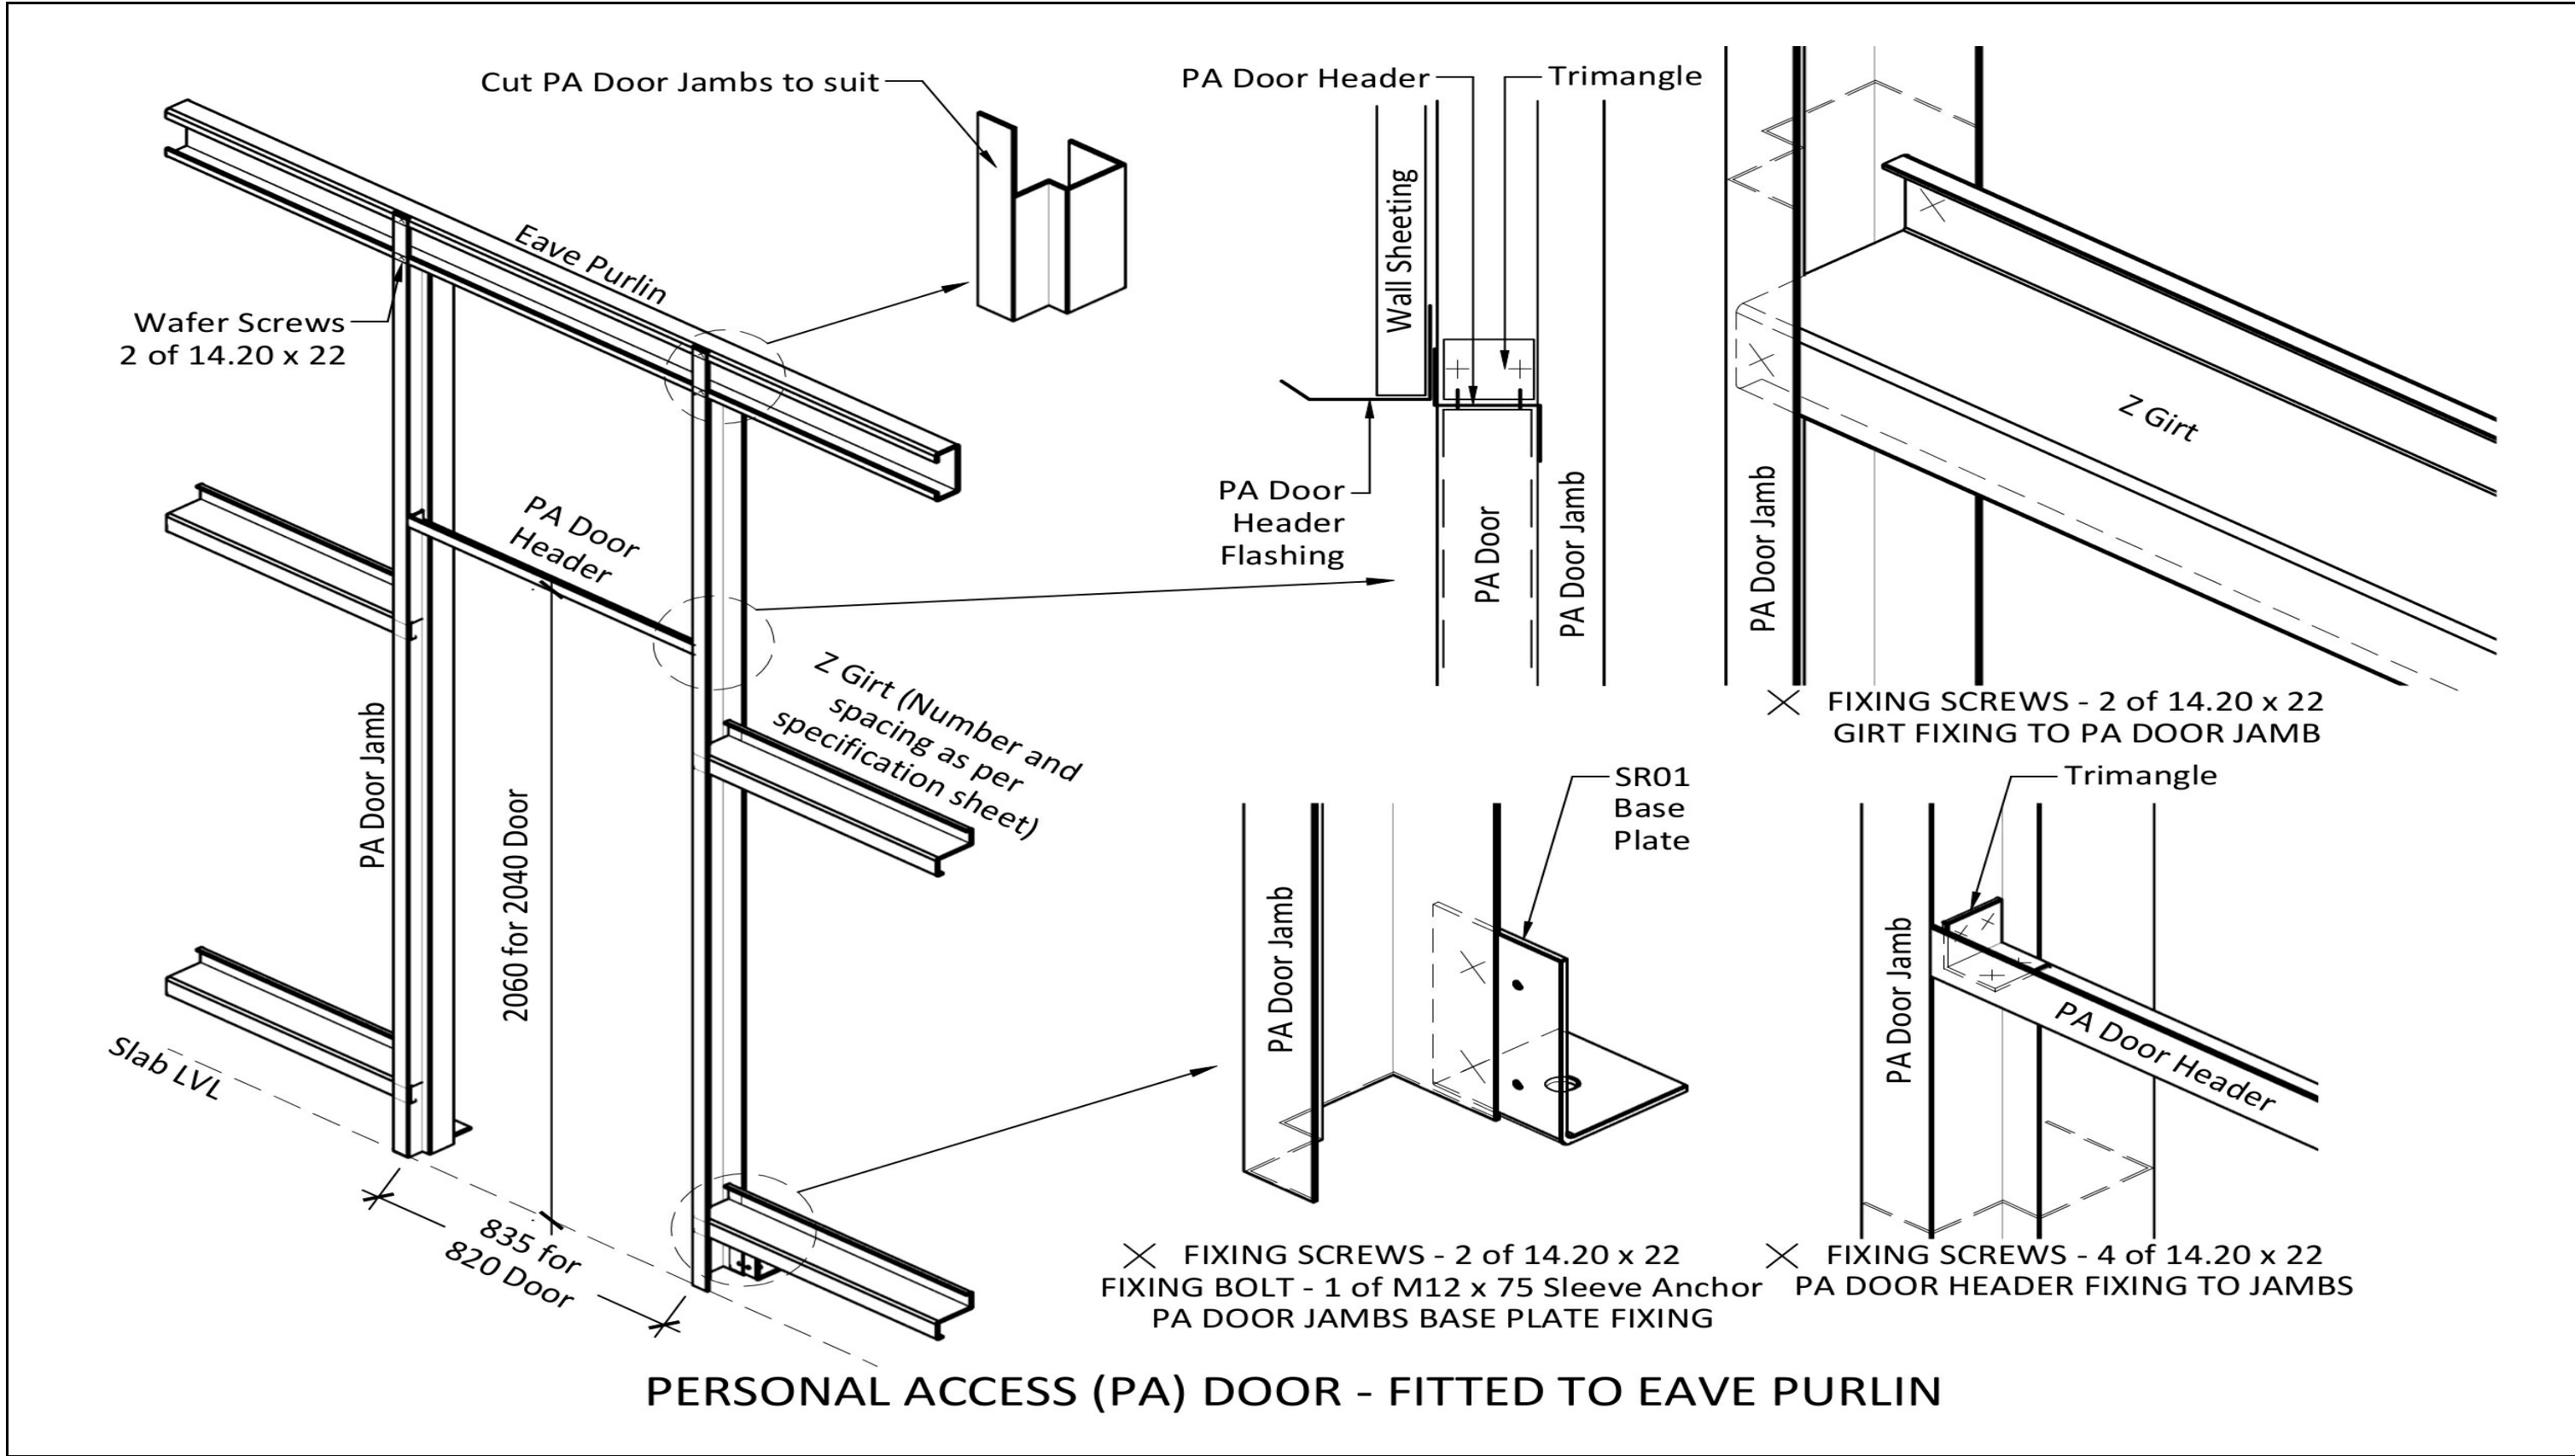 Cut PA Door Jambs to suit
Eave Purlin
Wafer Screws
2 of 14.20 x 22
PA Door
Header
PA Door Jamb
2060 for 2040 Door
Z Girt (Number and
spacing as per
specification sheet)
Slab LVL
835 for
820 Door
PA Door Header
Trimangle
Wall Sheeting
PA Door
Header
Flashing
PA Door
PA Door Jamb
PA Door Jamb
Z Girt
FIXING SCREWS - 2 of 14.20 x 22
GIRT FIXING TO PA DOOR JAMB
SR01
Base
Plate
PA Door Jamb
FIXING SCREWS - 2 of 14.20 x 22
FIXING BOLT - 1 of M12 x 75 Sleeve Anchor
PA DOOR JAMBS BASE PLATE FIXING
Trimangle
PA Door Jamb
PA Door Header
FIXING SCREWS - 4 of 14.20 x 22
PA DOOR HEADER FIXING TO JAMBS
PERSONAL ACCESS (PA) DOOR - FITTED TO EAVE PURLIN